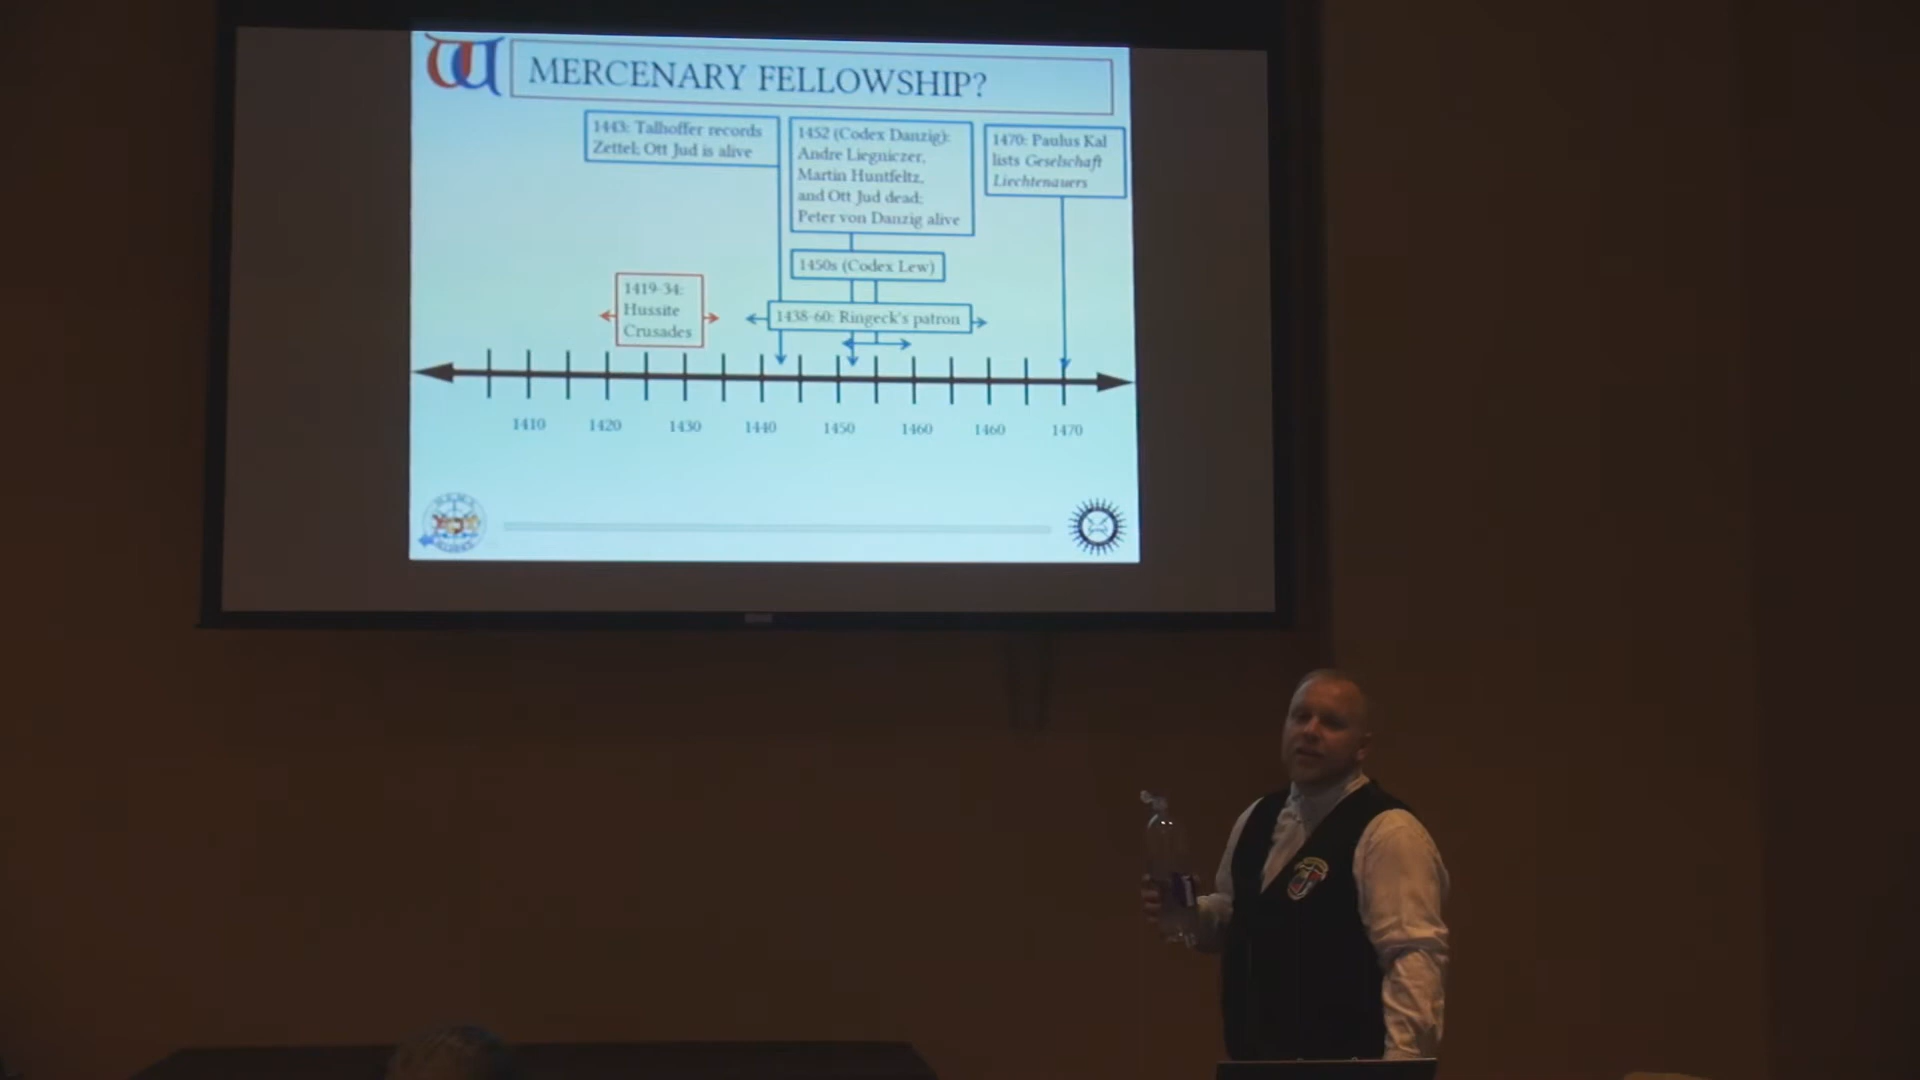 MERCENARY FELLOWSHIP?
1443: Talhoffer records
Zettel; Ott Jud is alive
1452 (Codex Danzig):
Andre Liegniczer,
Martin Huntfeltz,
and Ott Jud dead;
Peter von Danzig alive
1470: Paulus Kal
lists Geselschaft
Liechtenauers
1450s (Codex Lew)
1419-34:
Hussite
Crusades
1438-60: Ringeck's patron
1410 1420 1430 1440 1450 1460 1460 1470